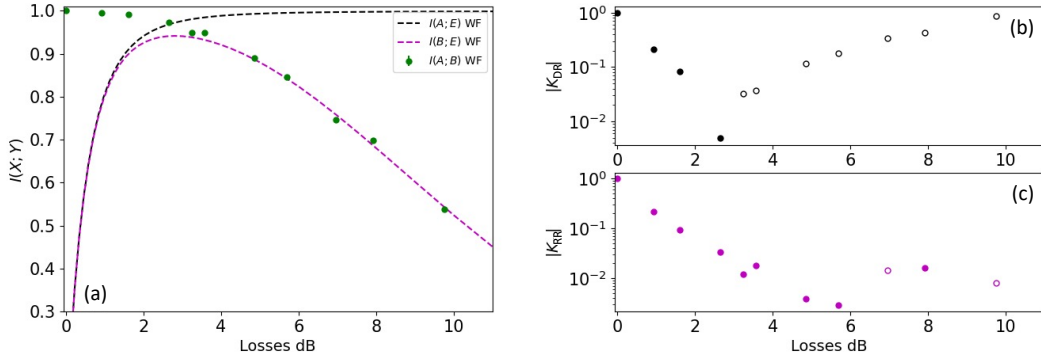 1.0
0.9
0.8
0.7
0.6
0.5
0.4
0.3
I(X;Y)
0
2
4
6
8
10
Losses dB
(a)
I(A;E) WF
I(B;E) WF
I(A;B) WF
10⁰
10⁻¹
10⁻²
|K_DR|
(b)
0
2
4
6
8
10
10⁰
10⁻¹
10⁻²
|K_RR|
(c)
0
2
4
6
8
10
Losses dB